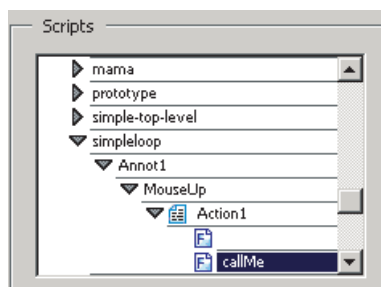 Scripts
mama
prototype
simple-top-level
simpleloop
Annot1
MouseUp
Action1
callMe